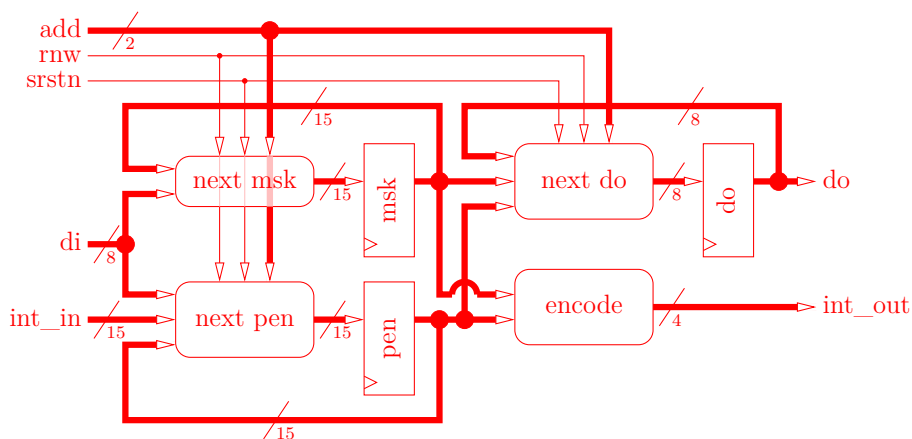 add
2
rnw
srstn
15
8
next msk
15
msk
next do
8
do
do
di
8
int_in
15
next pen
15
pen
encode
4
int_out
15